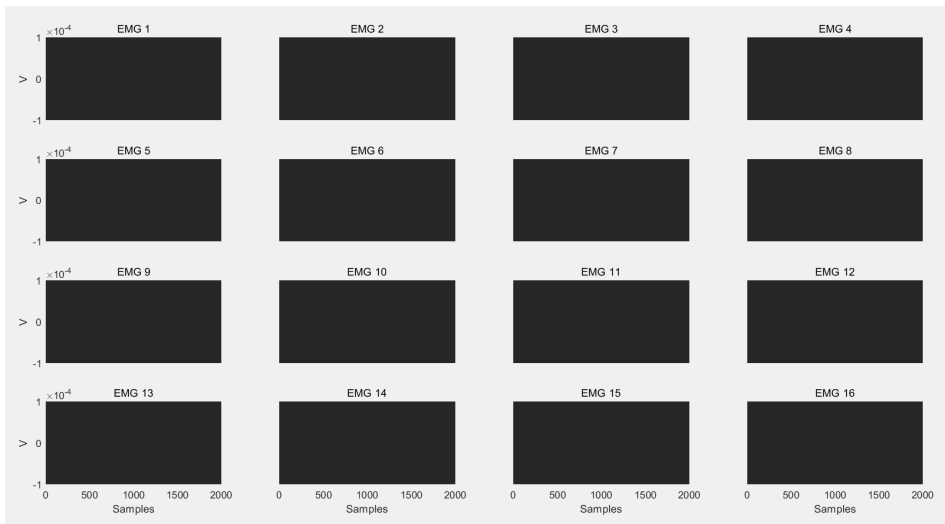 ×10⁻⁴ EMG 1 EMG 2 EMG 3 EMG 4
1
V 0
-1
×10⁻⁴ EMG 5 EMG 6 EMG 7 EMG 8
1
V 0
-1
×10⁻⁴ EMG 9 EMG 10 EMG 11 EMG 12
1
V 0
-1
×10⁻⁴ EMG 13 EMG 14 EMG 15 EMG 16
1
V 0
-1
0 500 1000 1500 2000 0 500 1000 1500 2000 0 500 1000 1500 2000 0 500 1000 1500 2000
Samples Samples Samples Samples